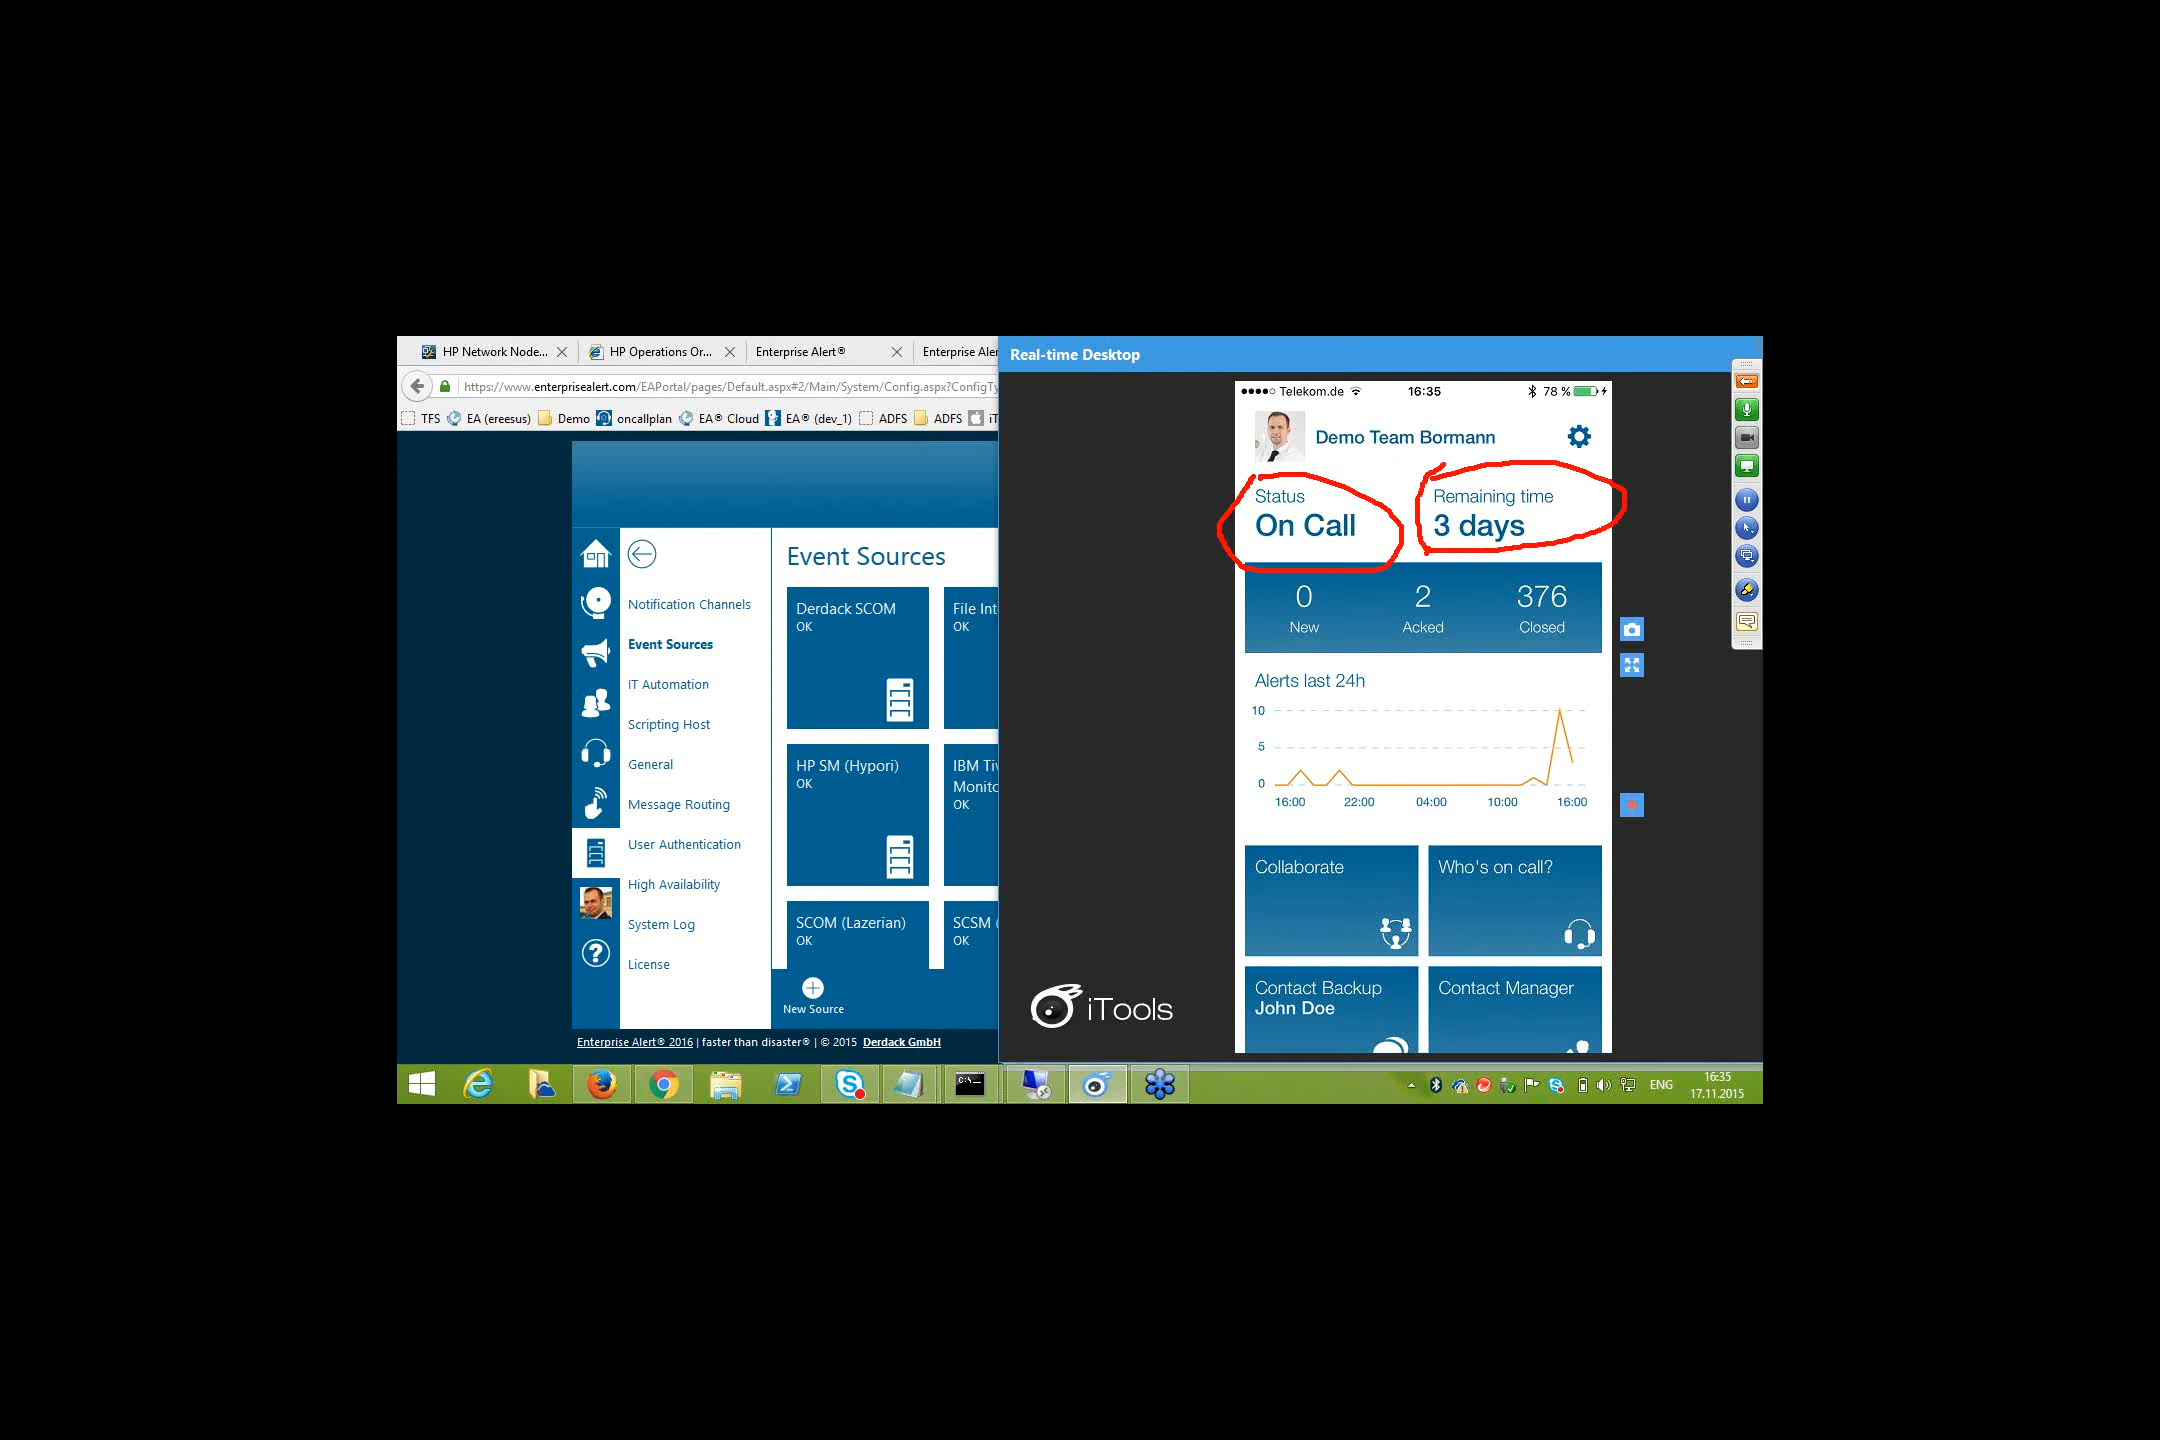 HP Network Node...
HP Operations Or...
Enterprise Alert®
Enterprise Aler
https://www.enterprisealert.com/EAPortal/pages/Default.aspx#2/Main/System/Config.aspx?ConfigTy
TFS
EA (ereesus)
Demo
oncallplan
EA® Cloud
EA® (dev_1)
ADFS
ADFS
iT
Notification Channels
Event Sources
IT Automation
Scripting Host
General
Message Routing
User Authentication
High Availability
System Log
License
Event Sources
Derdack SCOM
OK
File Int
OK
HP SM (Hypori)
OK
IBM Tiv
Monito
OK
SCOM (Lazerian)
OK
SCSM (
OK
New Source
Enterprise Alert® 2016 | faster than disaster® | © 2015 Derdack GmbH
Real-time Desktop
Telekom.de
16:35
78 %
Demo Team Bormann
Status
On Call
Remaining time
3 days
0
New
2
Acked
376
Closed
Alerts last 24h
10
5
0
16:00 22:00 04:00 10:00 16:00
Collaborate
Who's on call?
Contact Backup
John Doe
Contact Manager
iTools
ENG
16:35
17.11.2015